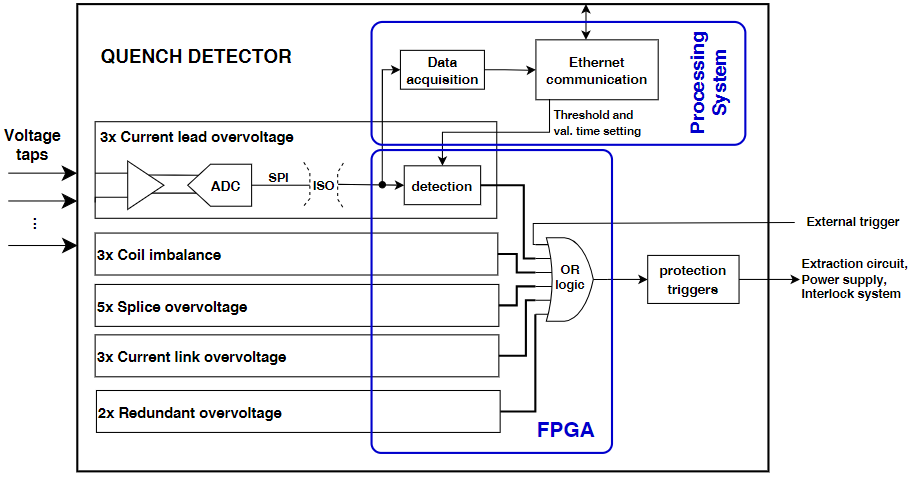 QUENCH DETECTOR
Data
acquisition
Ethernet
communication
Processing
System
Threshold and
val. time setting
Voltage
taps
3x Current lead overvoltage
ADC
SPI
ISO
detection
External trigger
3x Coil imbalance
OR
logic
protection
triggers
Extraction circuit,
Power supply,
Interlock system
5x Splice overvoltage
3x Current link overvoltage
2x Redundant overvoltage
FPGA